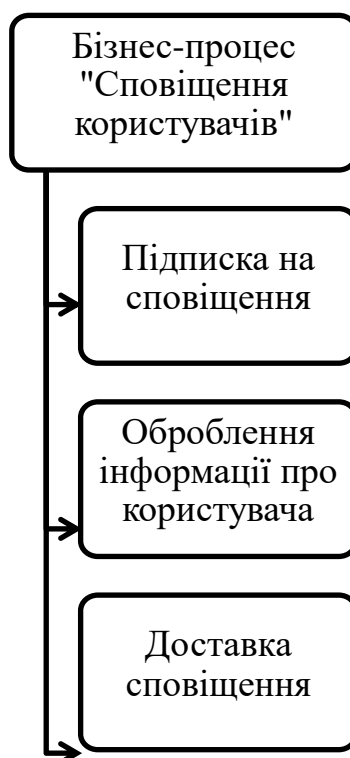 Бізнес-процес
"Сповіщення
користувачів"
Підписка на
сповіщення
Оброблення
інформації про
користувача
Доставка
сповіщення